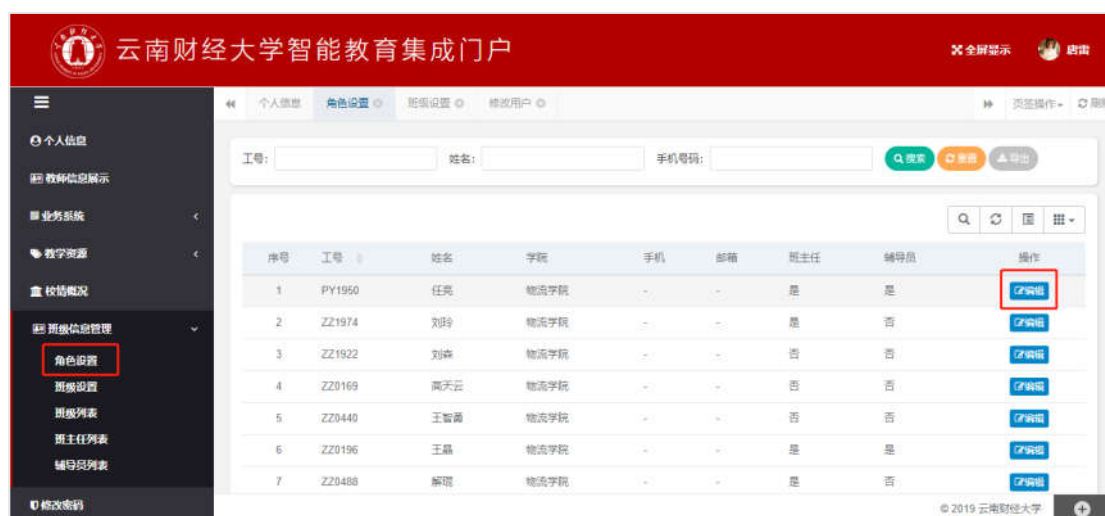 云南财经大学智能教育集成门户 全屏显示 唐雷
个人信息 角色设置 班级设置 修改用户 页签操作 刷新
个人信息
教师信息展示
业务系统
教学资源
校情概况
班级信息管理
角色设置
班级设置
班级列表
班主任列表
辅导员列表
修改密码
工号: 姓名: 手机号码: 搜索 重置 导出
序号 工号 姓名 学院 手机 邮箱 班主任 辅导员 操作
1 PY1950 任亮 物流学院 - - 是 是 编辑
2 ZZ1974 刘玲 物流学院 - - 是 否 编辑
3 ZZ1922 刘森 物流学院 - - 否 否 编辑
4 ZZ0169 高天云 物流学院 - - 否 否 编辑
5 ZZ0440 物流学院 - - 否 否 编辑
6 ZZ0196 王晶 物流学院 - - 是 是 编辑
7 ZZ0488 解琨 物流学院 - - 是 否 编辑
© 2019 云南财经大学